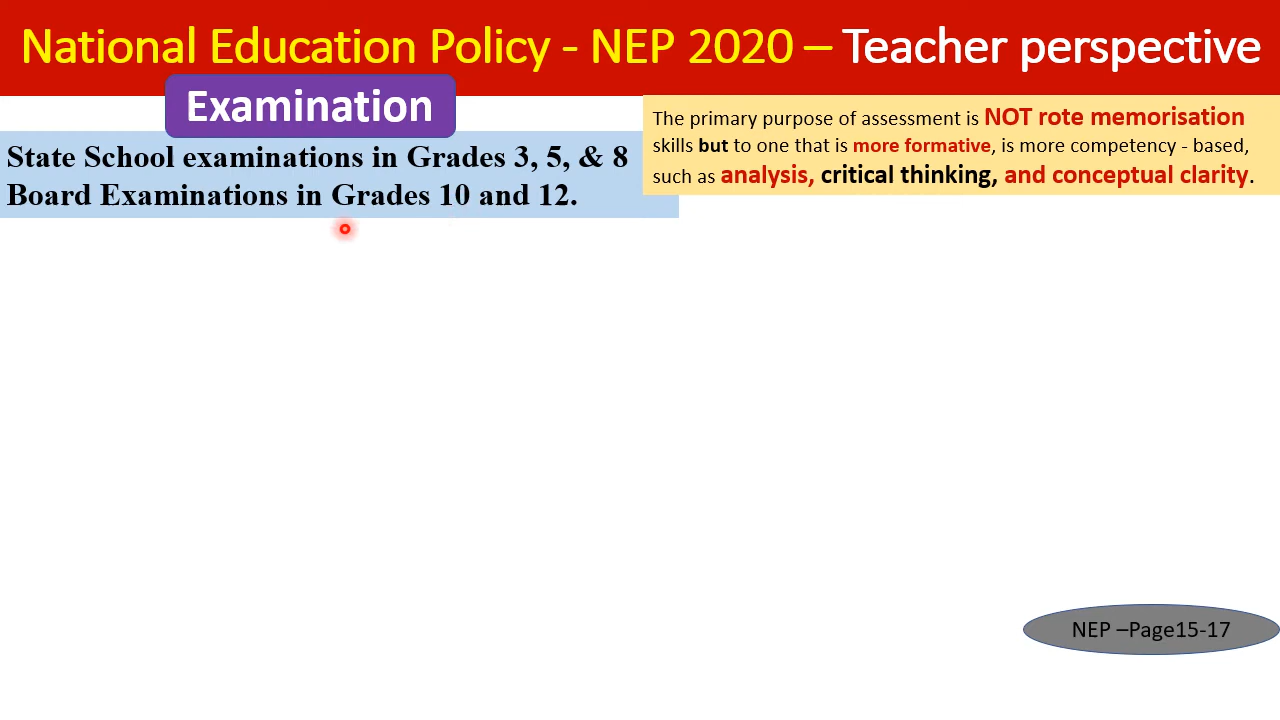 National Education Policy - NEP 2020 – Teacher perspective
Examination
State School examinations in Grades 3, 5, & 8
Board Examinations in Grades 10 and 12.
The primary purpose of assessment is NOT rote memorisation
skills but to one that is more formative, is more competency - based,
such as analysis, critical thinking, and conceptual clarity.
NEP –Page15-17